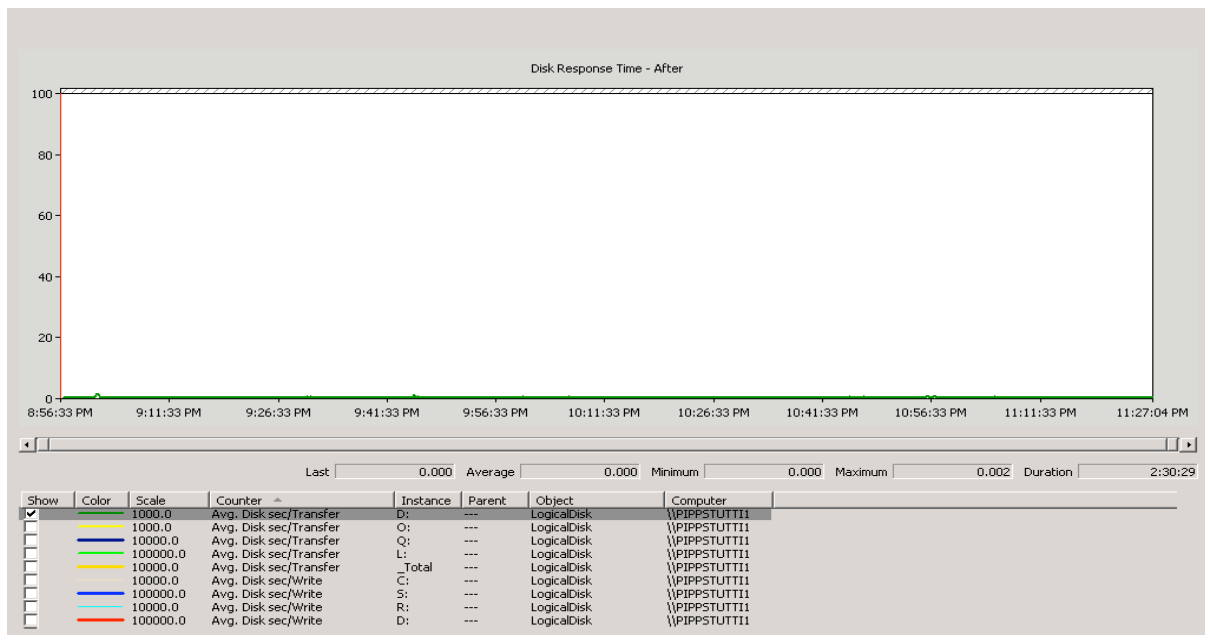 Disk Response Time - After
100
80
60
40
20
0
8:56:33 PM 9:11:33 PM 9:26:33 PM 9:41:33 PM 9:56:33 PM 10:11:33 PM 10:26:33 PM 10:41:33 PM 10:56:33 PM 11:11:33 PM 11:27:04 PM
Last 0.000 Average 0.000 Minimum 0.000 Maximum 0.002 Duration 2:30:29
Show Color Scale Counter Instance Parent Object Computer
1000.0 Avg. Disk sec/Transfer D: --- LogicalDisk \\PIPPSTUTTI1
1000.0 Avg. Disk sec/Transfer O: --- LogicalDisk \\PIPPSTUTTI1
10000.0 Avg. Disk sec/Transfer Q: --- LogicalDisk \\PIPPSTUTTI1
100000.0 Avg. Disk sec/Transfer L: --- LogicalDisk \\PIPPSTUTTI1
10000.0 Avg. Disk sec/Transfer _Total --- LogicalDisk \\PIPPSTUTTI1
10000.0 Avg. Disk sec/Write C: --- LogicalDisk \\PIPPSTUTTI1
100000.0 Avg. Disk sec/Write S: --- LogicalDisk \\PIPPSTUTTI1
10000.0 Avg. Disk sec/Write R: --- LogicalDisk \\PIPPSTUTTI1
100000.0 Avg. Disk sec/Write D: --- LogicalDisk \\PIPPSTUTTI1